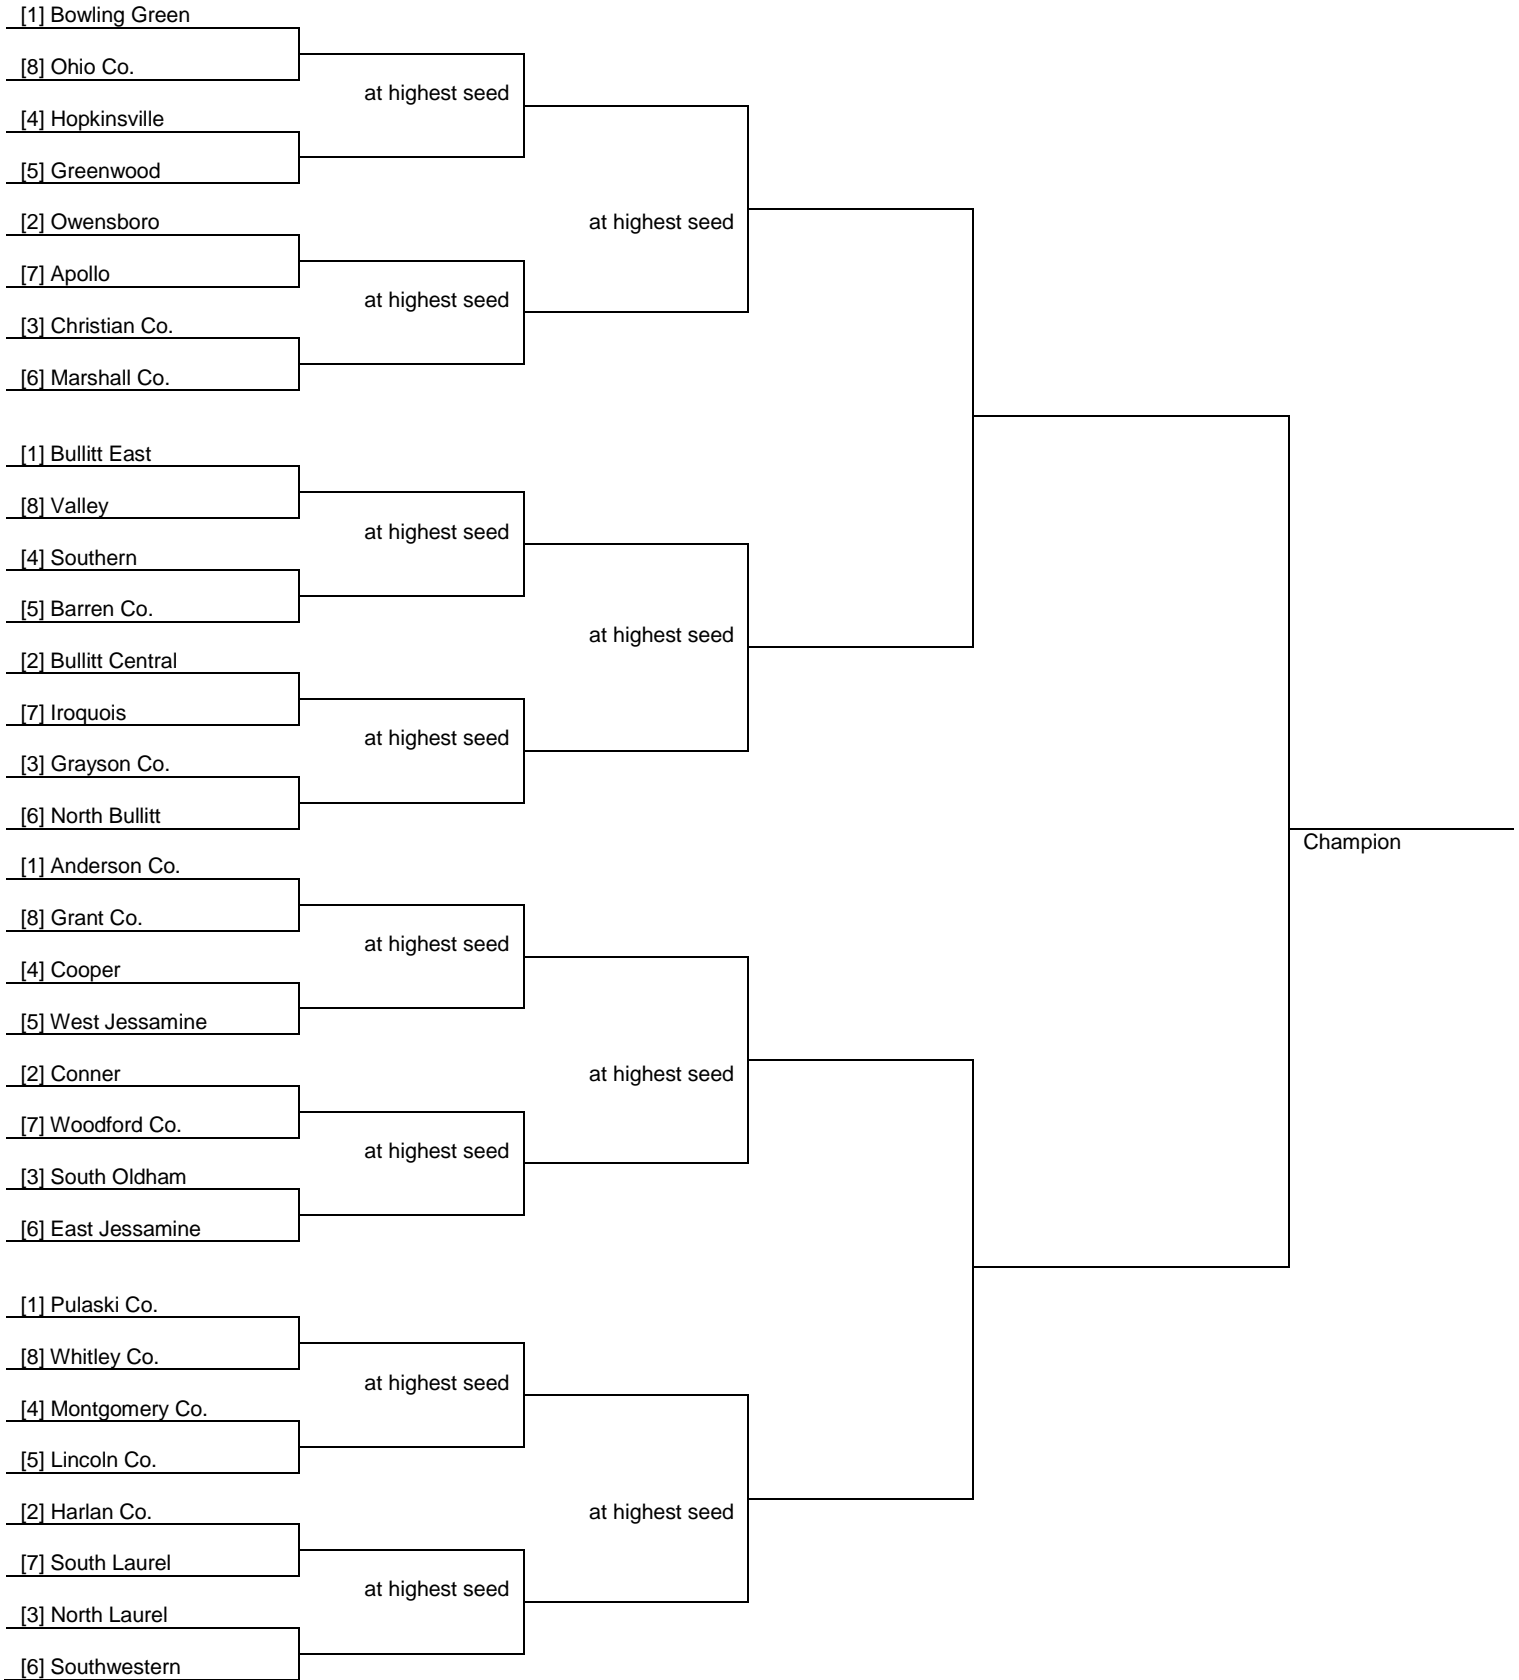 [1] Bowling Green
[8] Ohio Co.
at highest seed
[4] Hopkinsville
[5] Greenwood
[2] Owensboro
at highest seed
[7] Apollo
at highest seed
[3] Christian Co.
[6] Marshall Co.
[1] Bullitt East
[8] Valley
at highest seed
[4] Southern
[5] Barren Co.
at highest seed
[2] Bullitt Central
[7] Iroquois
at highest seed
[3] Grayson Co.
[6] North Bullitt
Champion
[1] Anderson Co.
[8] Grant Co.
at highest seed
[4] Cooper
[5] West Jessamine
[2] Conner
at highest seed
[7] Woodford Co.
at highest seed
[3] South Oldham
[6] East Jessamine
[1] Pulaski Co.
[8] Whitley Co.
at highest seed
[4] Montgomery Co.
[5] Lincoln Co.
[2] Harlan Co.
at highest seed
[7] South Laurel
at highest seed
[3] North Laurel
[6] Southwestern